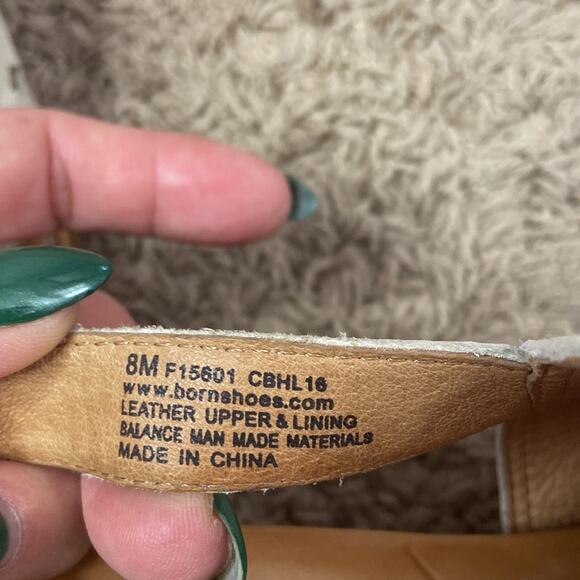 8M F15601 CBHL16
www.bornshoes.com
LEATHER UPPER & LINING
BALANCE MAN MADE MATERIALS
MADE IN CHINA